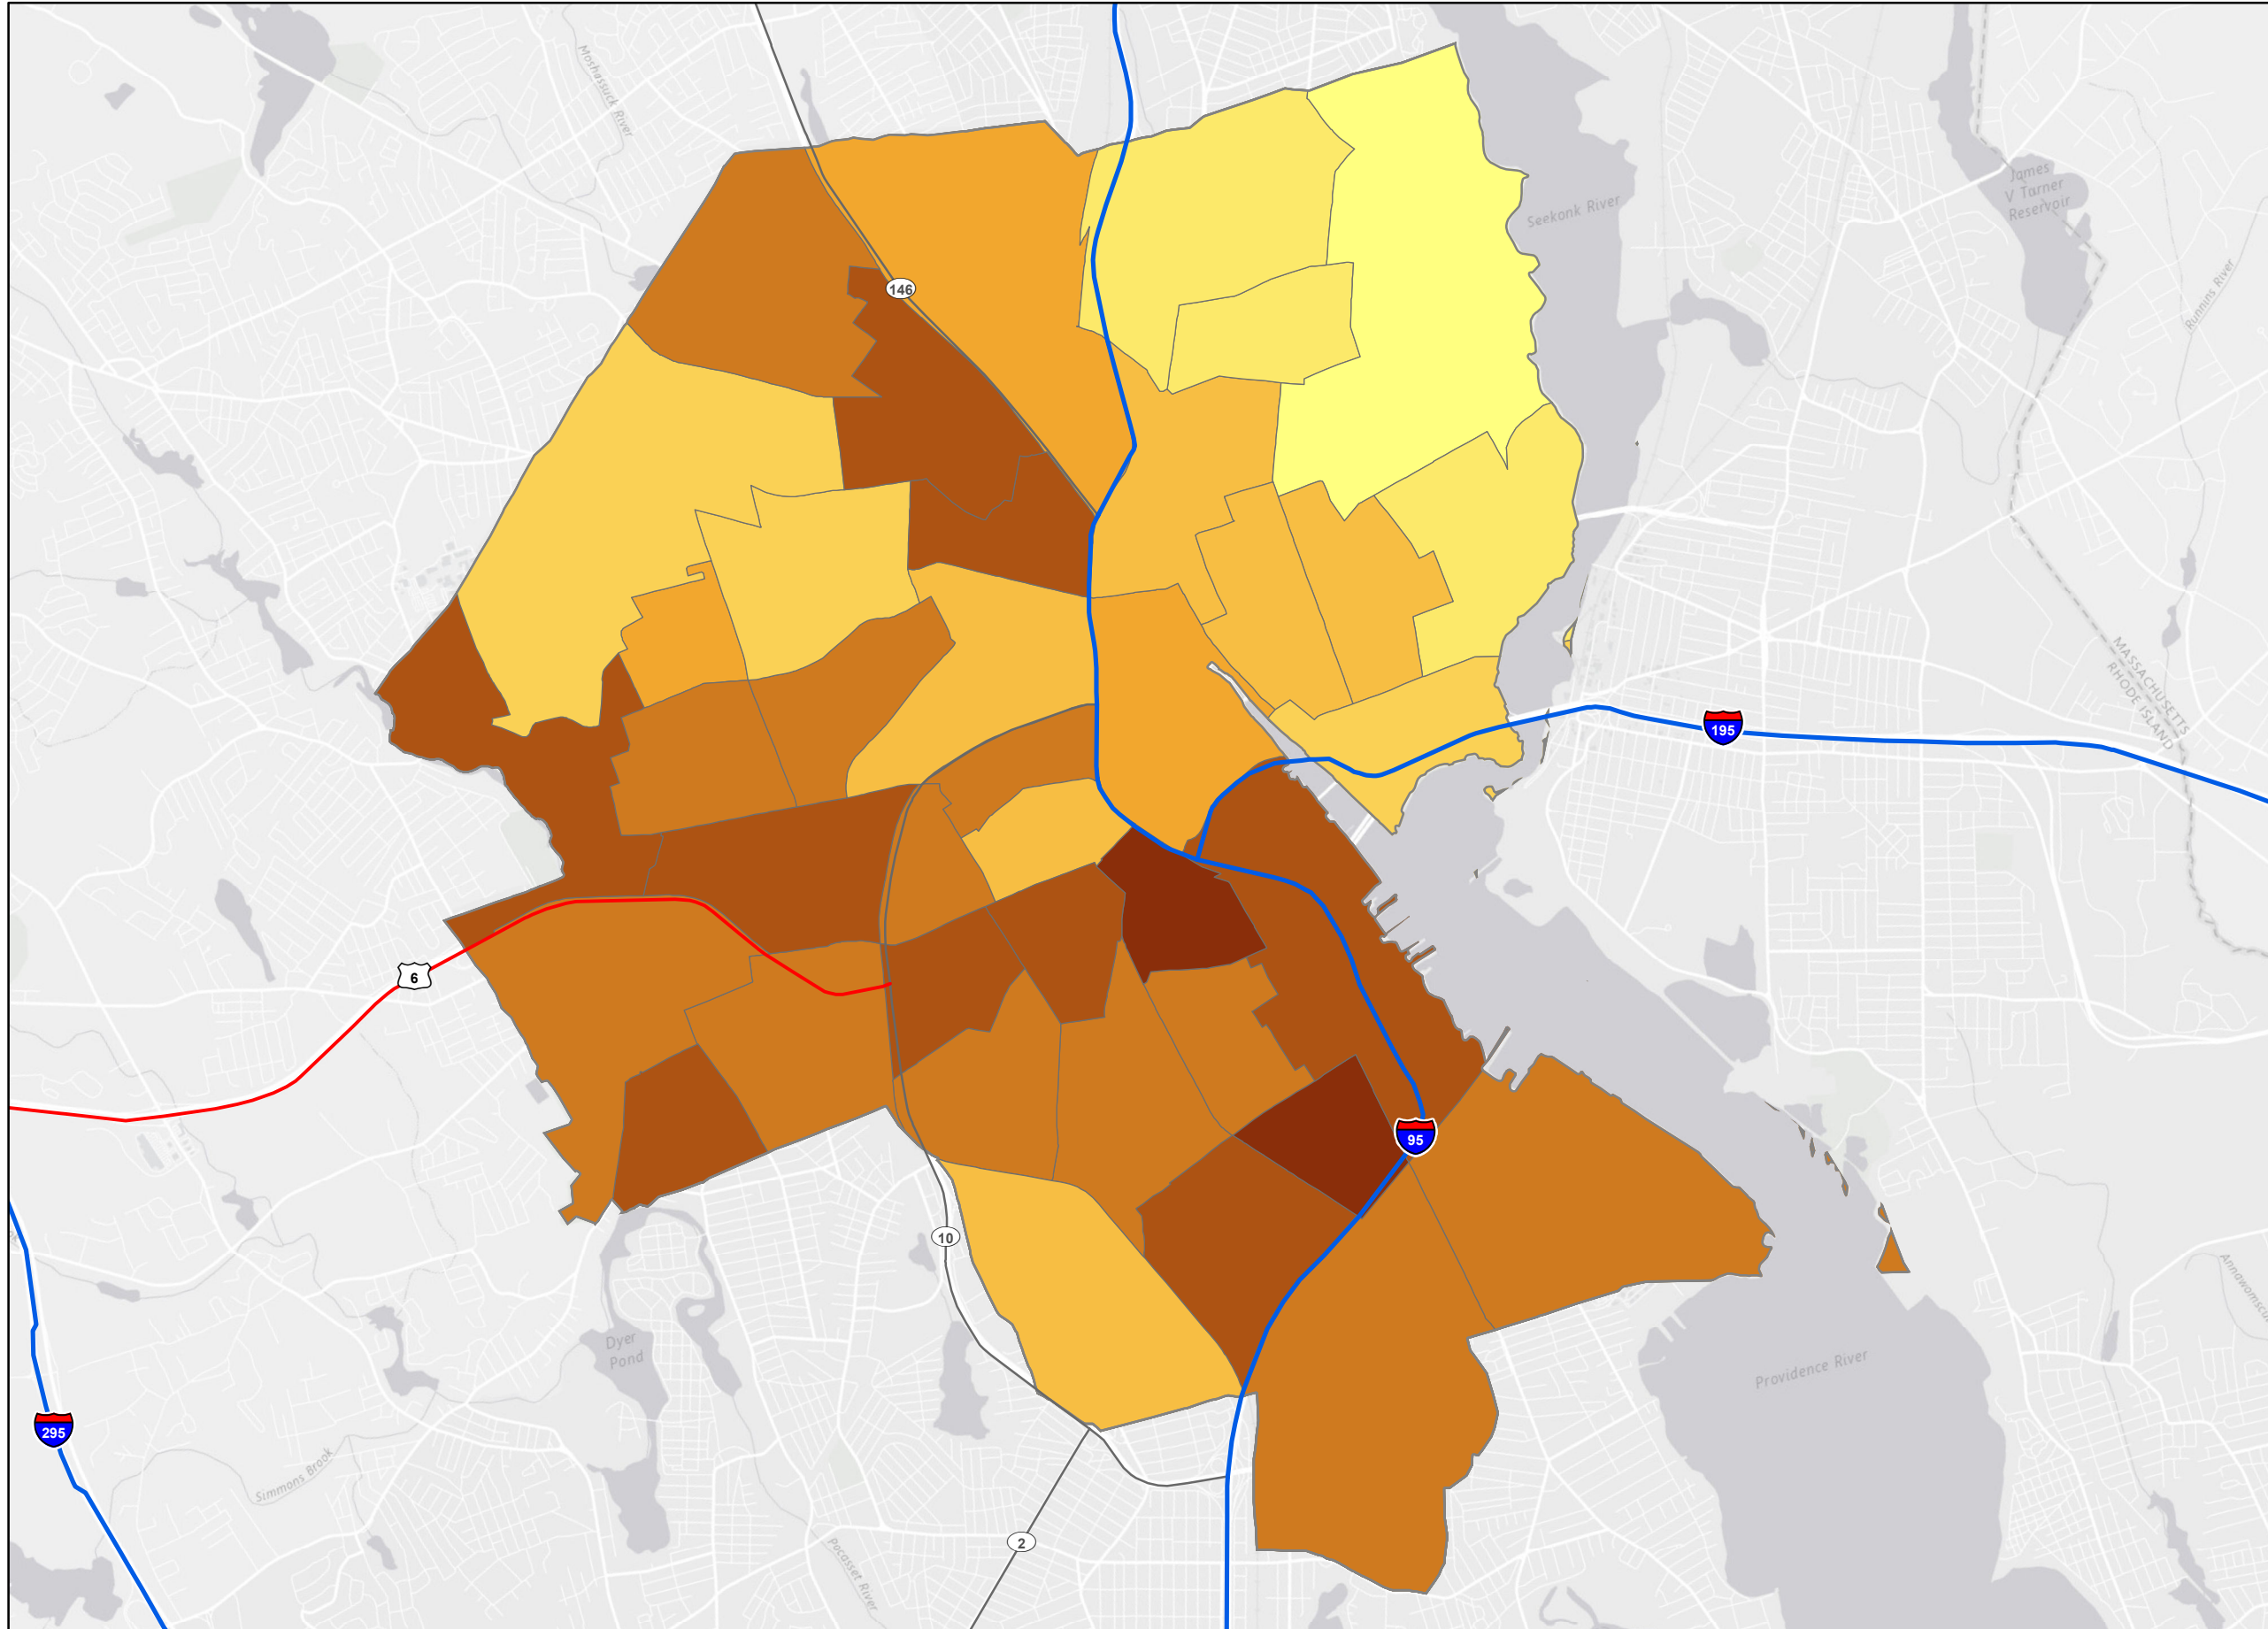 Moshassuck River
James
V Turner
Reservoir
Seekonk River
146
Runnins River
MASSACHUSETTS
RHODE ISLAND
195
6
95
10
Dyer
Pond
Providence River
295
Simmons Brook
2
Pocasset River